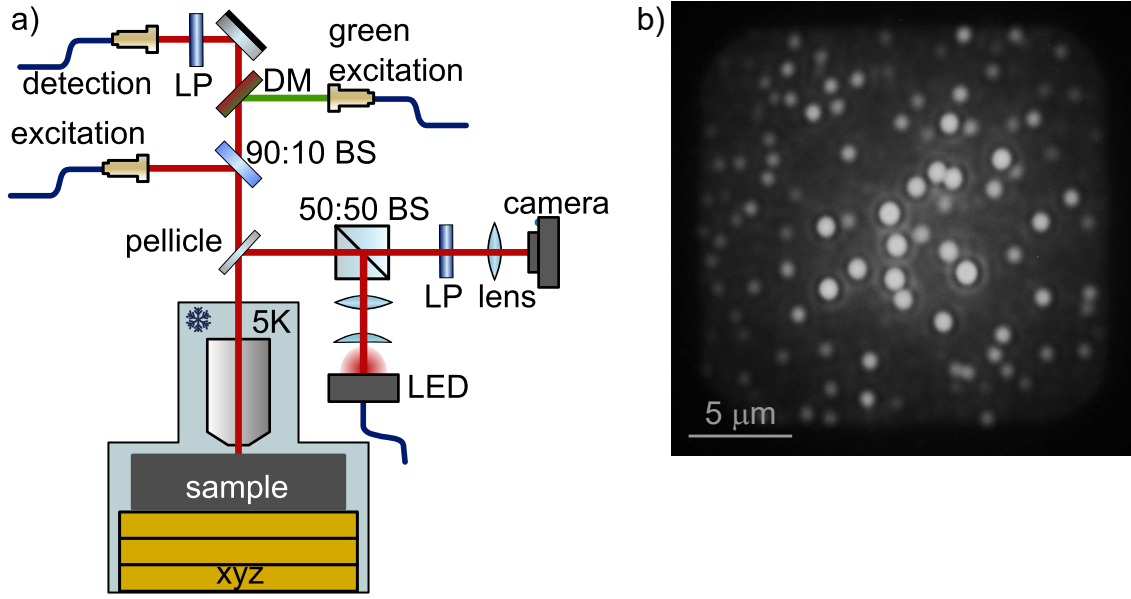 a)
LP
detection
green
excitation
DM
excitation
90:10 BS
50:50 BS
camera
pellicle
LP
lens
5K
LED
sample
xyz
b)
5 μm